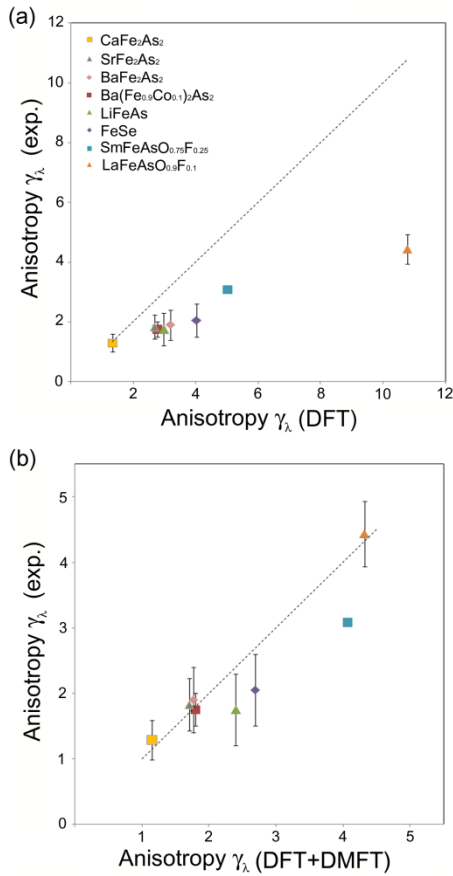 (a)
12
10
8
6
4
2
0
Anisotropy γλ (exp.)
CaFe₂As₂
SrFe₂As₂
BaFe₂As₂
Ba(Fe₀.₉Co₀.₁)₂As₂
LiFeAs
FeSe
SmFeAsO₀.₇₅F₀.₂₅
LaFeAsO₀.₉F₀.₁
0 2 4 6 8 10 12
Anisotropy γλ (DFT)
(b)
5
4
3
2
1
0
Anisotropy γλ (exp.)
1 2 3 4 5
Anisotropy γλ (DFT+DMFT)